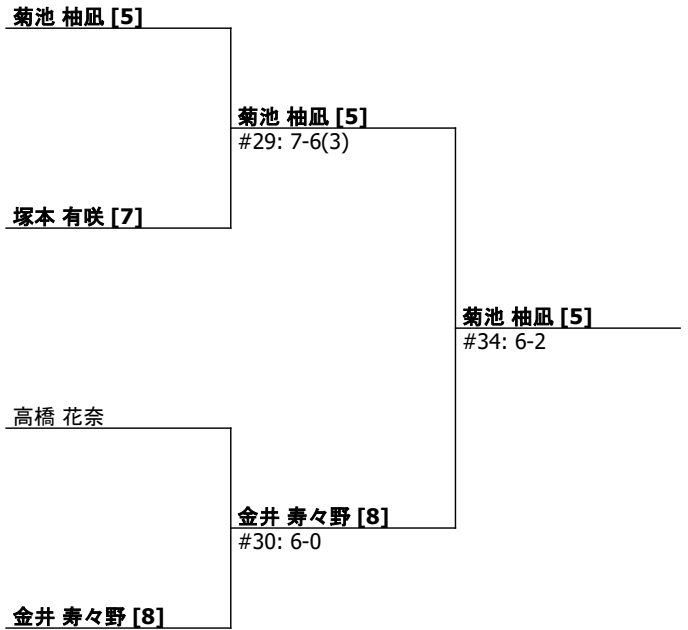 菊池 柚凪 [5]
菊池 柚凪 [5]
#29: 7-6(3)
塚本 有咲 [7]
菊池 柚凪 [5]
#34: 6-2
高橋 花奈
金井 寿々野 [8]
#30: 6-0
金井 寿々野 [8]